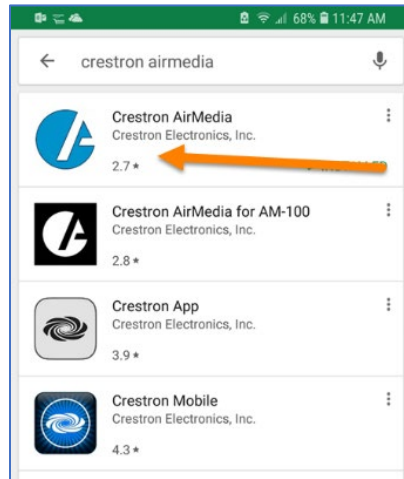 68% 11:47 AM
crestron airmedia
Crestron AirMedia
Crestron Electronics, Inc.
2.7 ★
Crestron AirMedia for AM-100
Crestron Electronics, Inc.
2.8 ★
Crestron App
Crestron Electronics, Inc.
3.9 ★
Crestron Mobile
Crestron Electronics, Inc.
4.3 ★